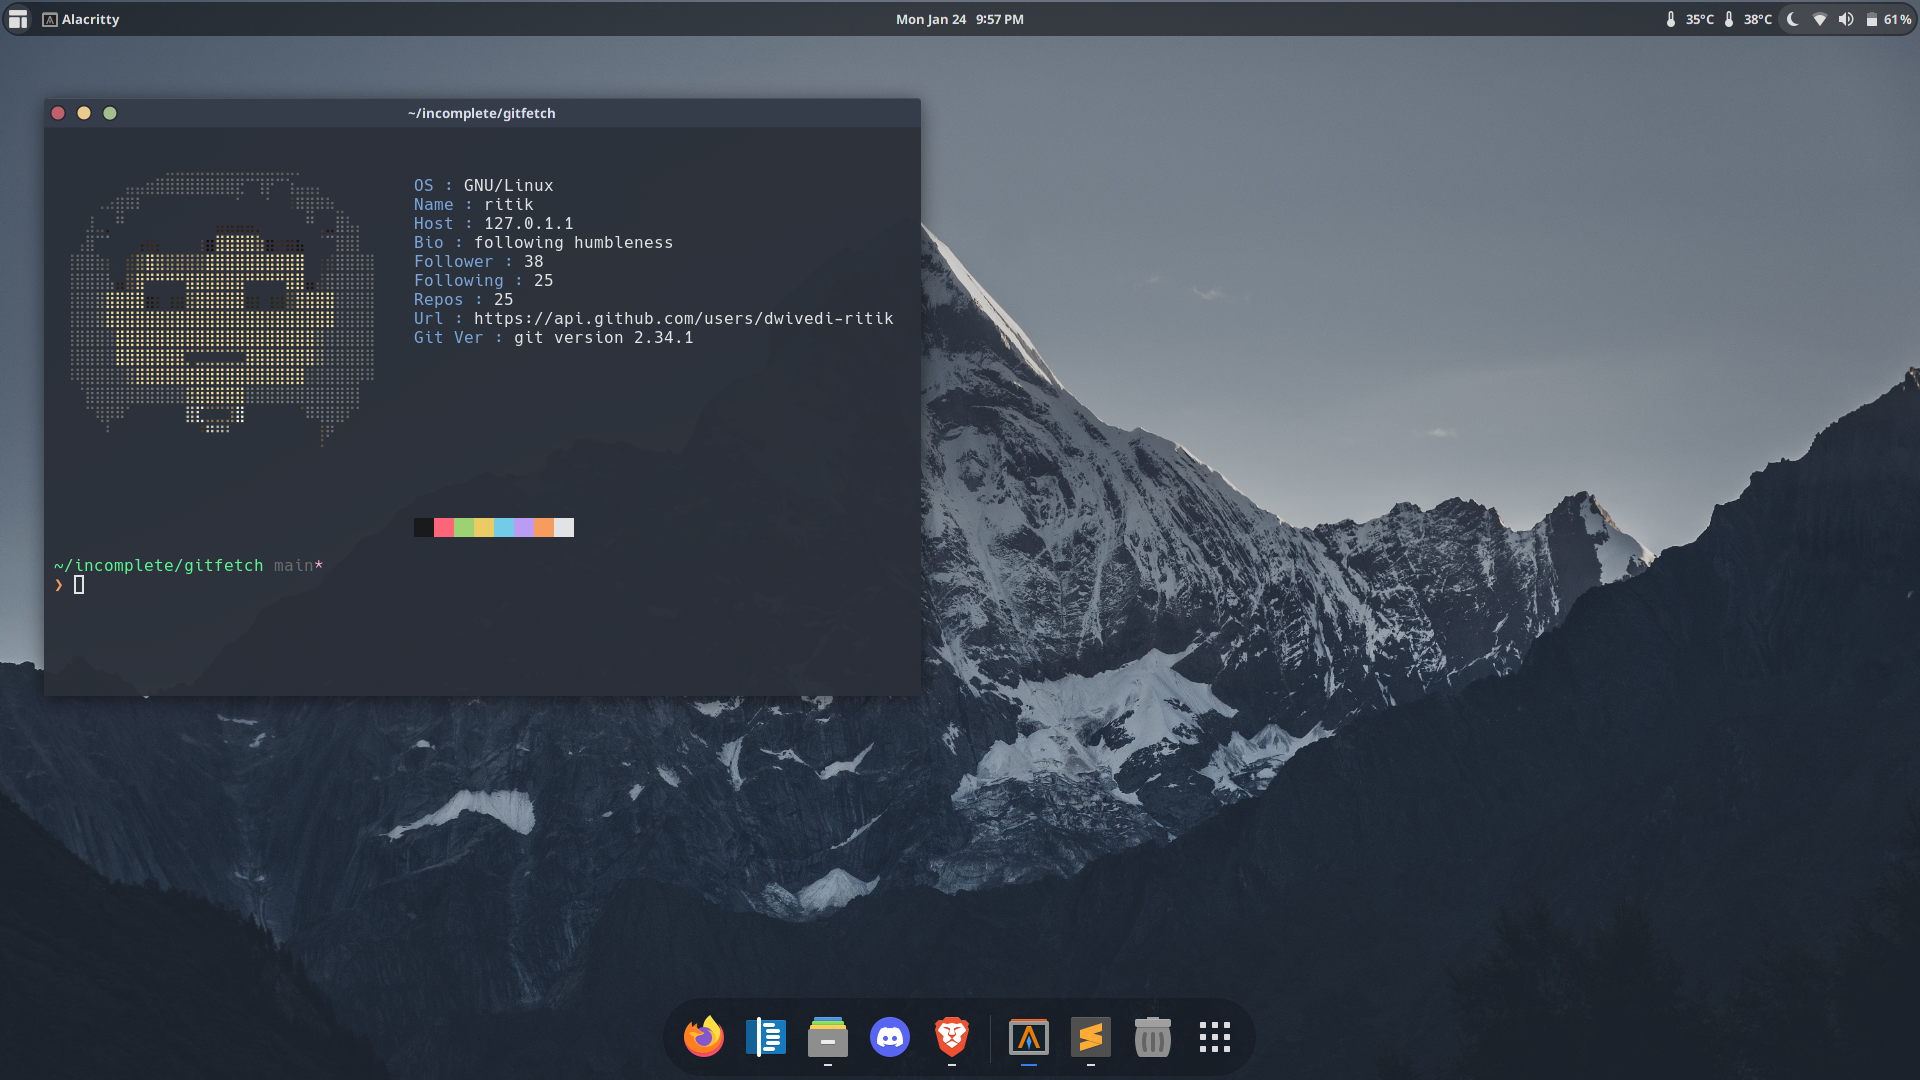 Alacritty
Mon Jan 24 9:57 PM
35°C 38°C 61%
~/incomplete/gitfetch
OS : GNU/Linux
Name : ritik
Host : 127.0.1.1
Bio : following humbleness
Follower : 38
Following : 25
Repos : 25
Url : https://api.github.com/users/dwivedi-ritik
Git Ver : git version 2.34.1
~/incomplete/gitfetch main*
❯